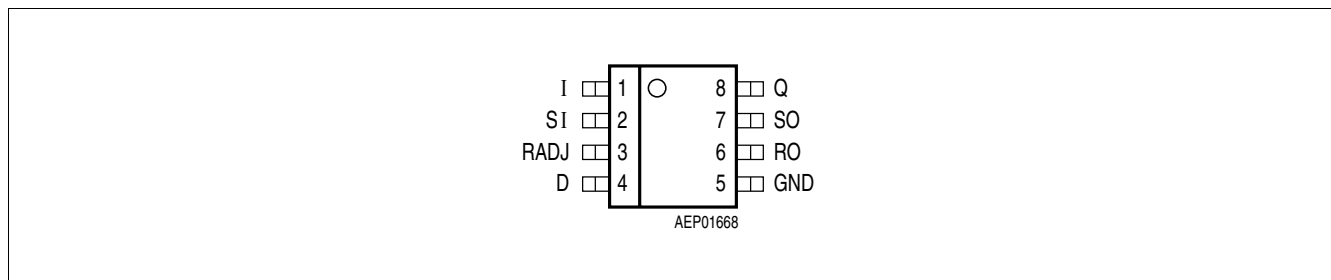 I 1 8 Q
SI 2 7 SO
RADJ 3 6 RO
D 4 5 GND
AEP01668